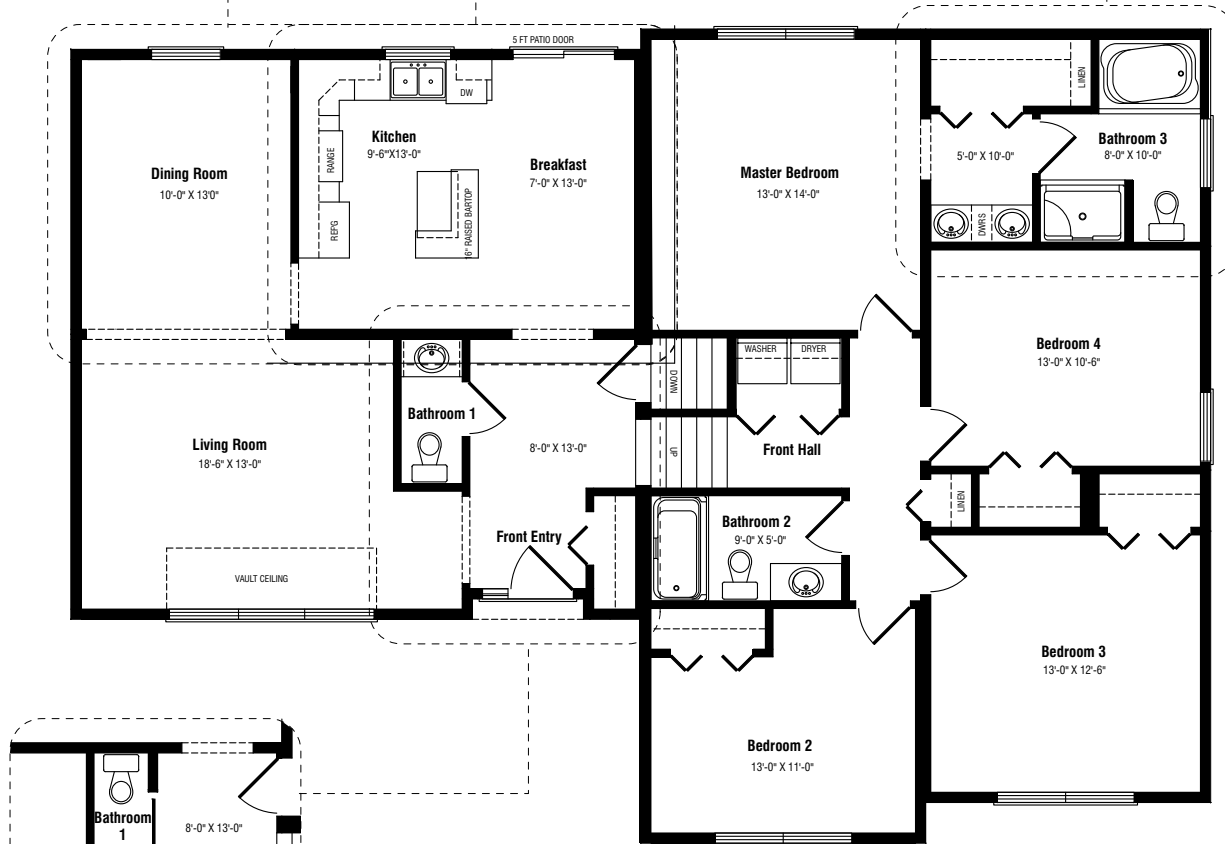 5 FT PATIO DOOR
DW
LINEN
Kitchen
9'-6"'X13'-0"
RANGE
Dining Room
10'-0" X 13'0"
Breakfast
7'-0" X 13'-0"
REPG
16" RAISED BARTOP
Master Bedroom
13'-0" X 14'-0"
5'-0" X 10'-0"
Bathroom 3
8'-0" X 10'-0"
DWRS
WASHER
DRYER
DOWN
Bedroom 4
13'-0" X 10'-6"
Bathroom 1
Living Room
18'-6" X 13'-0"
8'-0" X 13'-0"
UP
Front Hall
LINEN
Front Entry
Bathroom 2
9'-0" X 5'-0"
VAULT CEILING
Bedroom 3
13'-0" X 12'-6"
Bedroom 2
13'-0" X 11'-0"
Bathroom
1
8'-0" X 13'-0"